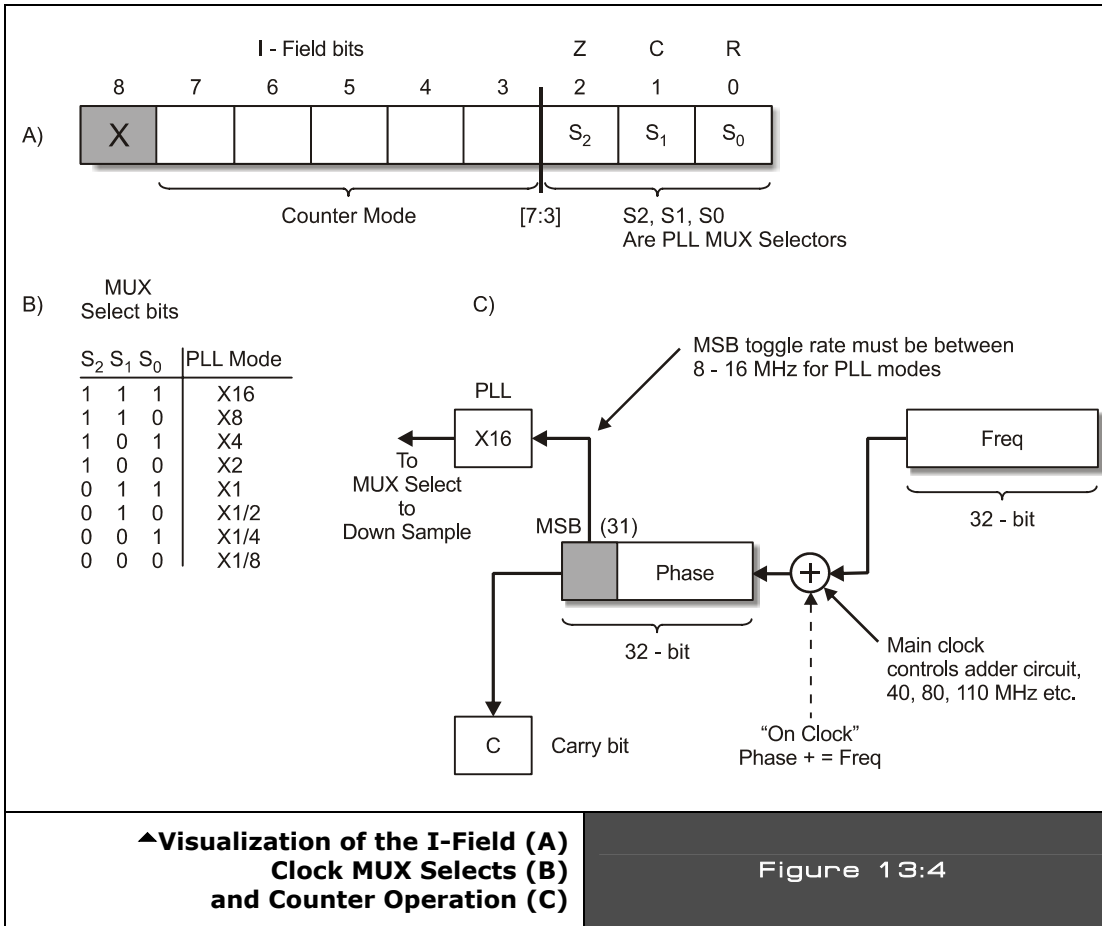 I - Field bits Z C R
8 7 6 5 4 3 2 1 0
A) X S2 S1 S0
Counter Mode [7:3] S2, S1, S0
Are PLL MUX Selectors
B) MUX
Select bits
S2 S1 S0 PLL Mode
1 1 1 X16
1 1 0 X8
1 0 1 X4
1 0 0 X2
0 1 1 X1
0 1 0 X1/2
0 0 1 X1/4
0 0 0 X1/8
C)
MSB toggle rate must be between
8 - 16 MHz for PLL modes
PLL
X16
To
MUX Select
to
Down Sample
Freq
32 - bit
MSB (31)
Phase
+
32 - bit
Main clock
controls adder circuit,
40, 80, 110 MHz etc.
"On Clock"
Phase + = Freq
C Carry bit
▲Visualization of the I-Field (A)
Clock MUX Selects (B)
and Counter Operation (C)
Figure 13:4